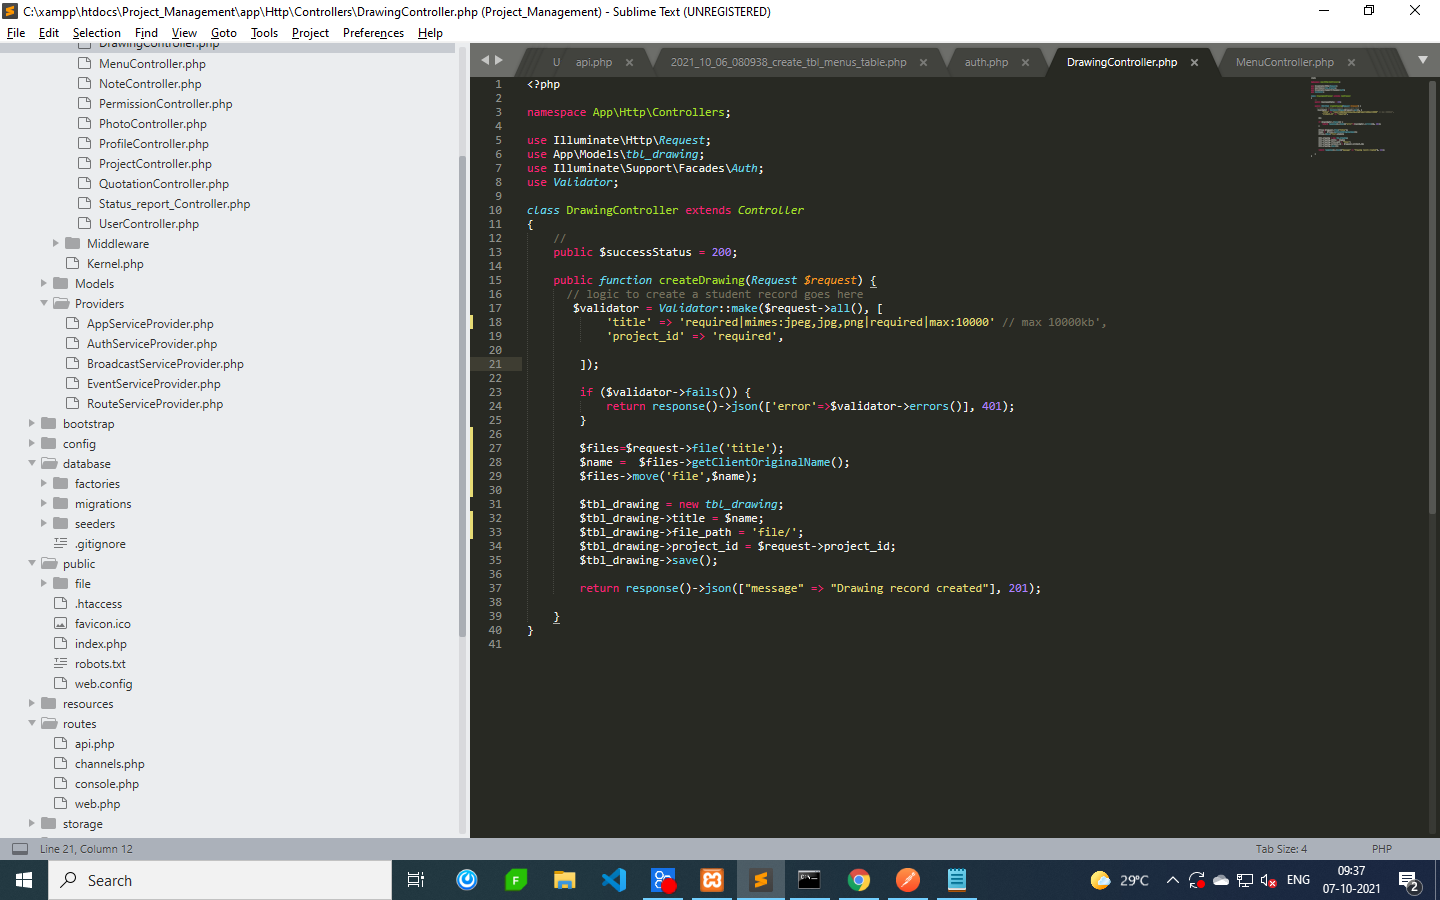 C:\xampp\htdocs\Project_Management\app\Http\Controllers\DrawingController.php (Project_Management) - Sublime Text (UNREGISTERED)
File Edit Selection Find View Goto Tools Project Preferences Help
DrawingController.php
MenuController.php
NoteController.php
PermissionController.php
PhotoController.php
ProfileController.php
ProjectController.php
QuotationController.php
Status_report_Controller.php
UserController.php
Middleware
Kernel.php
Models
Providers
AppServiceProvider.php
AuthServiceProvider.php
BroadcastServiceProvider.php
EventServiceProvider.php
RouteServiceProvider.php
bootstrap
config
database
factories
migrations
seeders
.gitignore
public
file
.htaccess
favicon.ico
index.php
robots.txt
web.config
resources
routes
api.php
channels.php
console.php
web.php
storage
U api.php 2021_10_06_080938_create_tbl_menus_table.php auth.php DrawingController.php MenuController.php
1 <?php
2
3 namespace App\Http\Controllers;
4
5 use Illuminate\Http\Request;
6 use App\Models\tbl_drawing;
7 use Illuminate\Support\Facades\Auth;
8 use Validator;
9
10 class DrawingController extends Controller
11 {
12 //
13 public $successStatus = 200;
14
15 public function createDrawing(Request $request) {
16 // logic to create a student record goes here
17 $validator = Validator::make($request->all(), [
18 'title' => 'required|mimes:jpeg,jpg,png|required|max:10000' // max 10000kb',
19 'project_id' => 'required',
20
21 ]);
22
23 if ($validator->fails()) {
24 return response()->json(['error'=>$validator->errors()], 401);
25 }
26
27 $files=$request->file('title');
28 $name =  $files->getClientOriginalName();
29 $files->move('file',$name);
30
31 $tbl_drawing = new tbl_drawing;
32 $tbl_drawing->title = $name;
33 $tbl_drawing->file_path = 'file/';
34 $tbl_drawing->project_id = $request->project_id;
35 $tbl_drawing->save();
36
37 return response()->json(["message" => "Drawing record created"], 201);
38
39 }
40 }
41
Line 21, Column 12 Tab Size: 4 PHP
Search 29°C ENG 09:37
07-10-2021 2